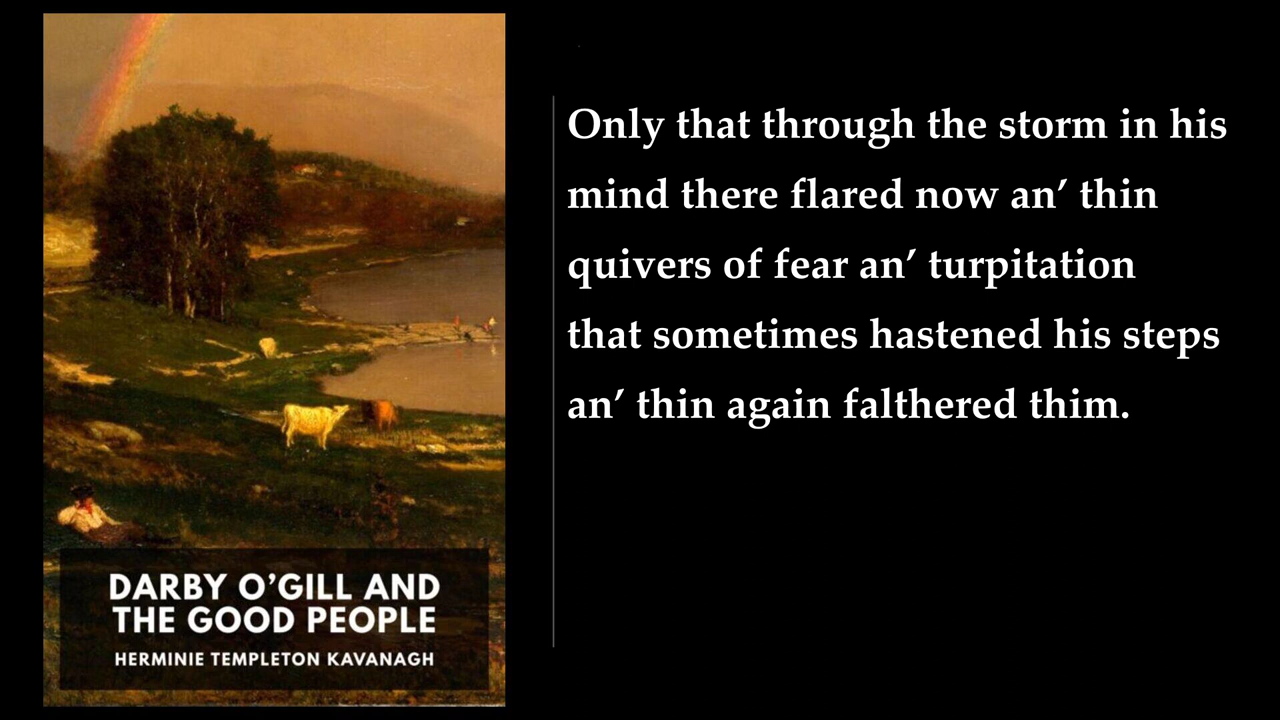 Only that through the storm in his
mind there flared now an’ thin
quivers of fear an’ turpitation
that sometimes hastened his steps
an’ thin again falthered thim.
DARBY O’GILL AND
THE GOOD PEOPLE
HERMINIE TEMPLETON KAVANAGH